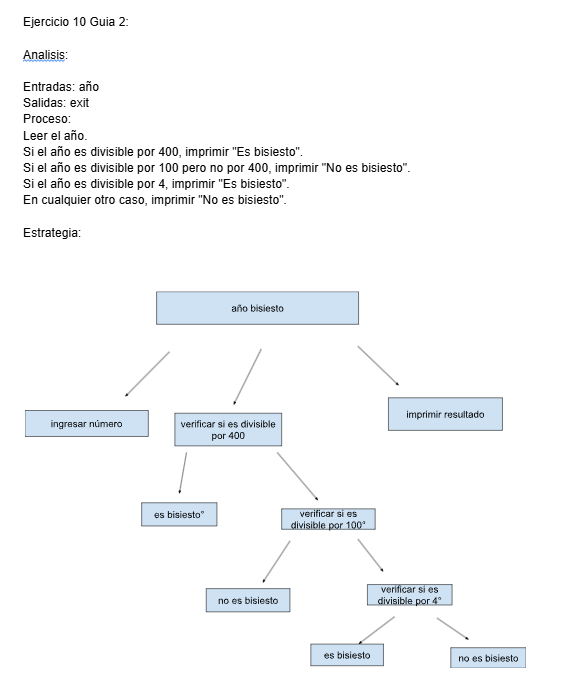 Ejercicio 10 Guia 2:
Analisis:
Entradas: año
Salidas: exit
Proceso:
Leer el año.
Si el año es divisible por 400, imprimir "Es bisiesto".
Si el año es divisible por 100 pero no por 400, imprimir "No es bisiesto".
Si el año es divisible por 4, imprimir "Es bisiesto".
En cualquier otro caso, imprimir "No es bisiesto".
Estrategia:
año bisiesto
ingresar número
verificar si es divisible
por 400
imprimir resultado
es bisiesto"
verificar si es
divisible por 100"
no es bisiesto
verificar si es
divisible por 4"
es bisiesto
no es bisiesto